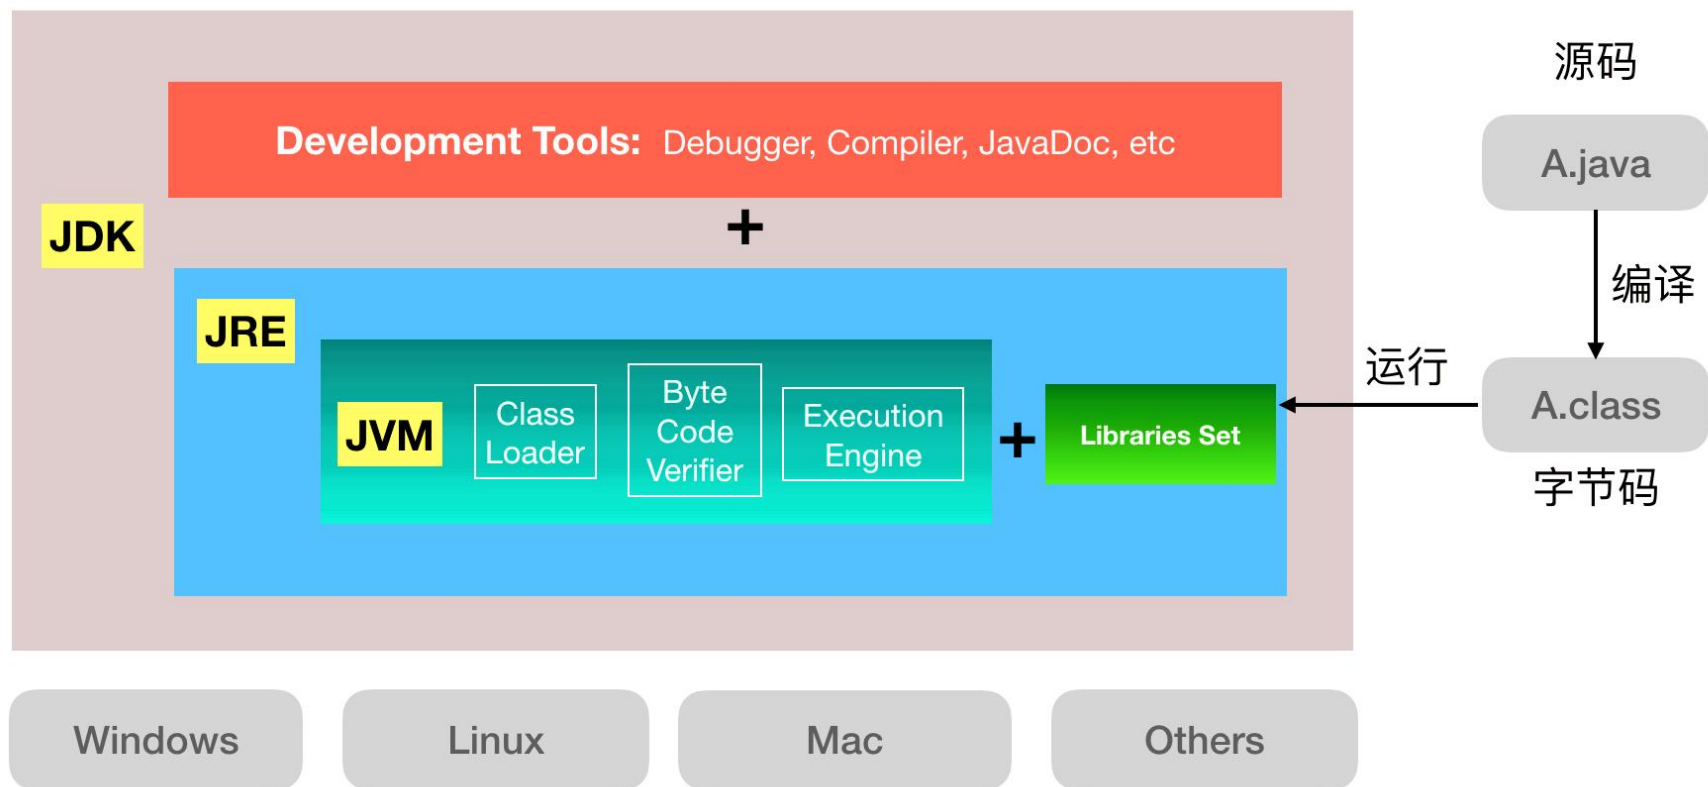 源码
Development Tools: Debugger, Compiler, JavaDoc, etc
A.java
JDK
+
编译
JRE
运行
JVM
Class
Loader
Byte
Code
Verifier
Execution
Engine
+
Libraries Set
A.class
字节码
Windows
Linux
Mac
Others